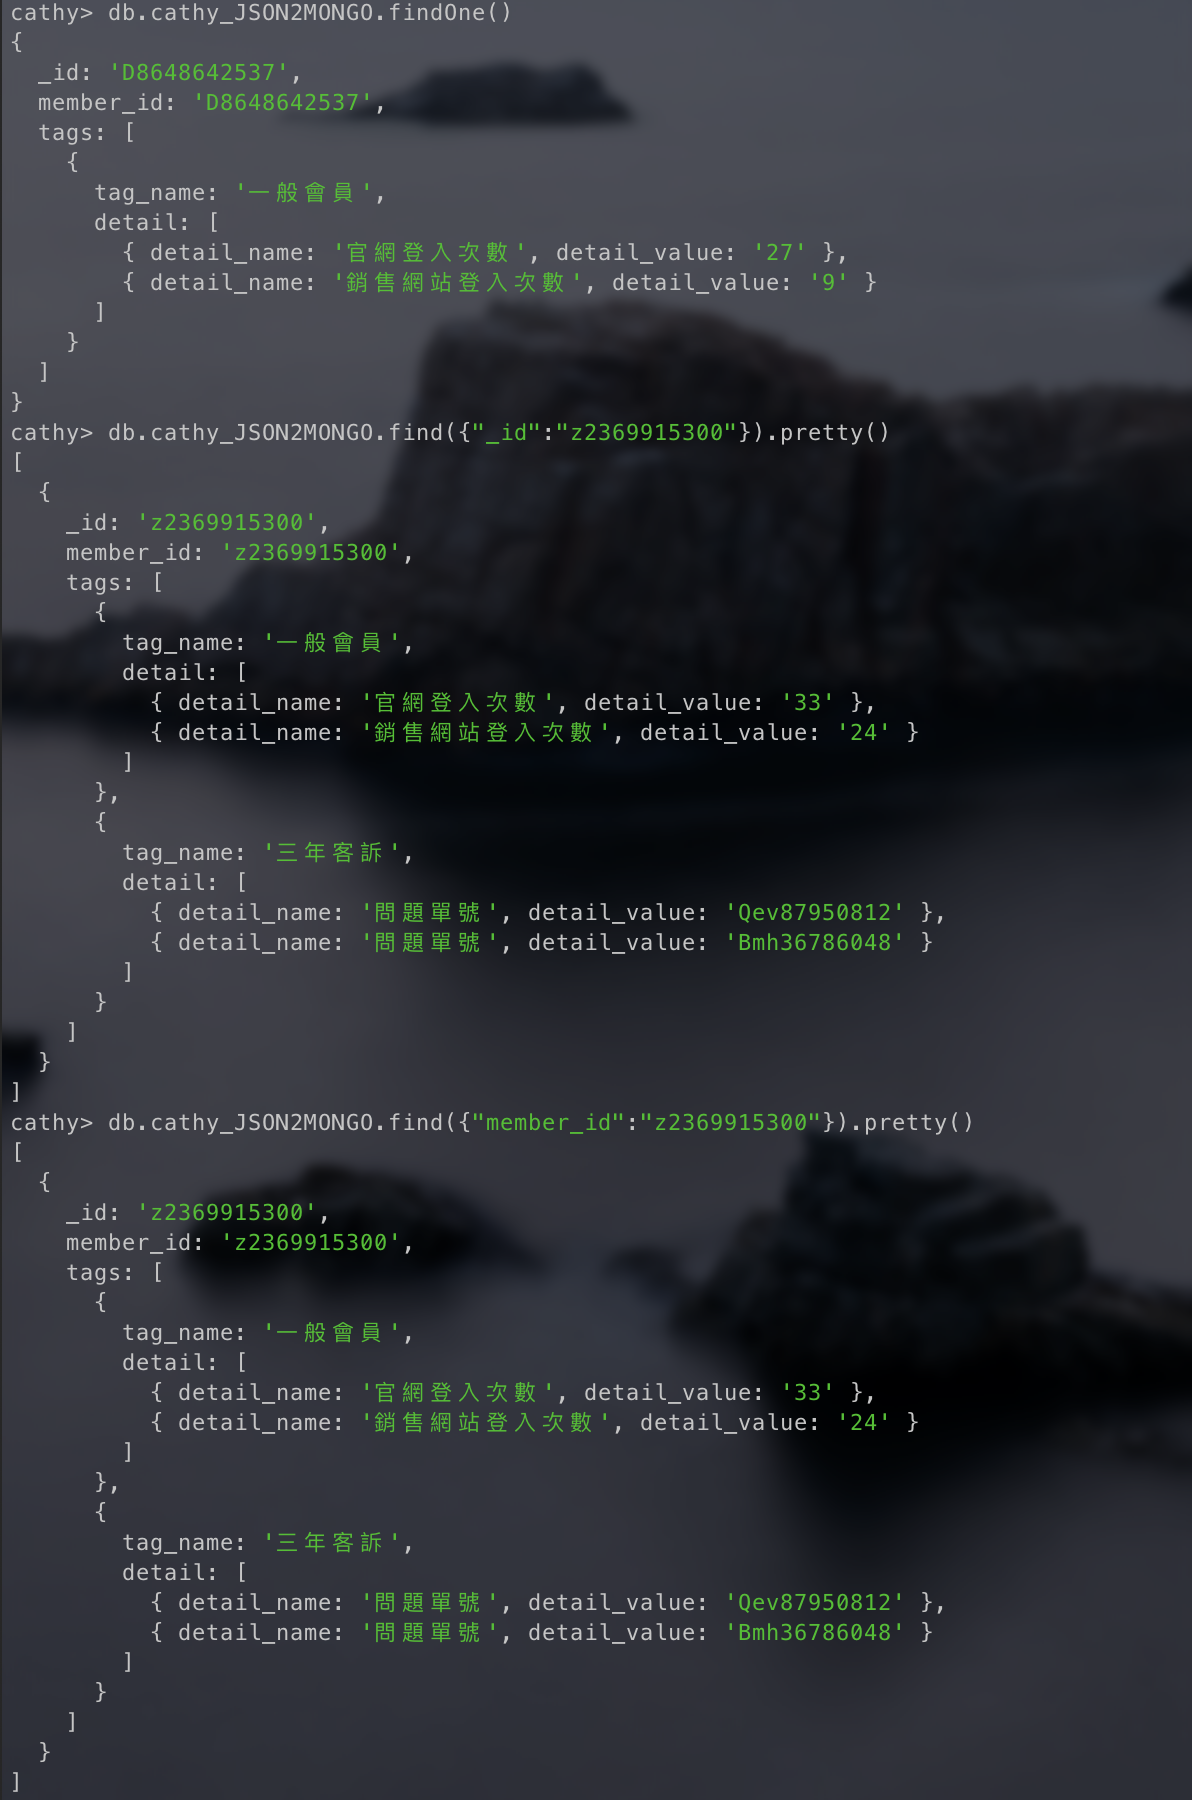 cathy> db.cathy_JSON2MONGO.findOne()
{
  _id: 'D8648642537',
  member_id: 'D8648642537',
  tags: [
    {
      tag_name: '一般會員',
      detail: [
        { detail_name: '官網登入次數', detail_value: '27' },
        { detail_name: '銷售網站登入次數', detail_value: '9' }
      ]
    }
  ]
}
cathy> db.cathy_JSON2MONGO.find({"_id":"z2369915300"}).pretty()
[
  {
    _id: 'z2369915300',
    member_id: 'z2369915300',
    tags: [
      {
        tag_name: '一般會員',
        detail: [
          { detail_name: '官網登入次數', detail_value: '33' },
          { detail_name: '銷售網站登入次數', detail_value: '24' }
        ]
      },
      {
        tag_name: '三年客訴',
        detail: [
          { detail_name: '問題單號', detail_value: 'Qev87950812' },
          { detail_name: '問題單號', detail_value: 'Bmh36786048' }
        ]
      }
    ]
  }
]
cathy> db.cathy_JSON2MONGO.find({"member_id":"z2369915300"}).pretty()
[
  {
    _id: 'z2369915300',
    member_id: 'z2369915300',
    tags: [
      {
        tag_name: '一般會員',
        detail: [
          { detail_name: '官網登入次數', detail_value: '33' },
          { detail_name: '銷售網站登入次數', detail_value: '24' }
        ]
      },
      {
        tag_name: '三年客訴',
        detail: [
          { detail_name: '問題單號', detail_value: 'Qev87950812' },
          { detail_name: '問題單號', detail_value: 'Bmh36786048' }
        ]
      }
    ]
  }
]